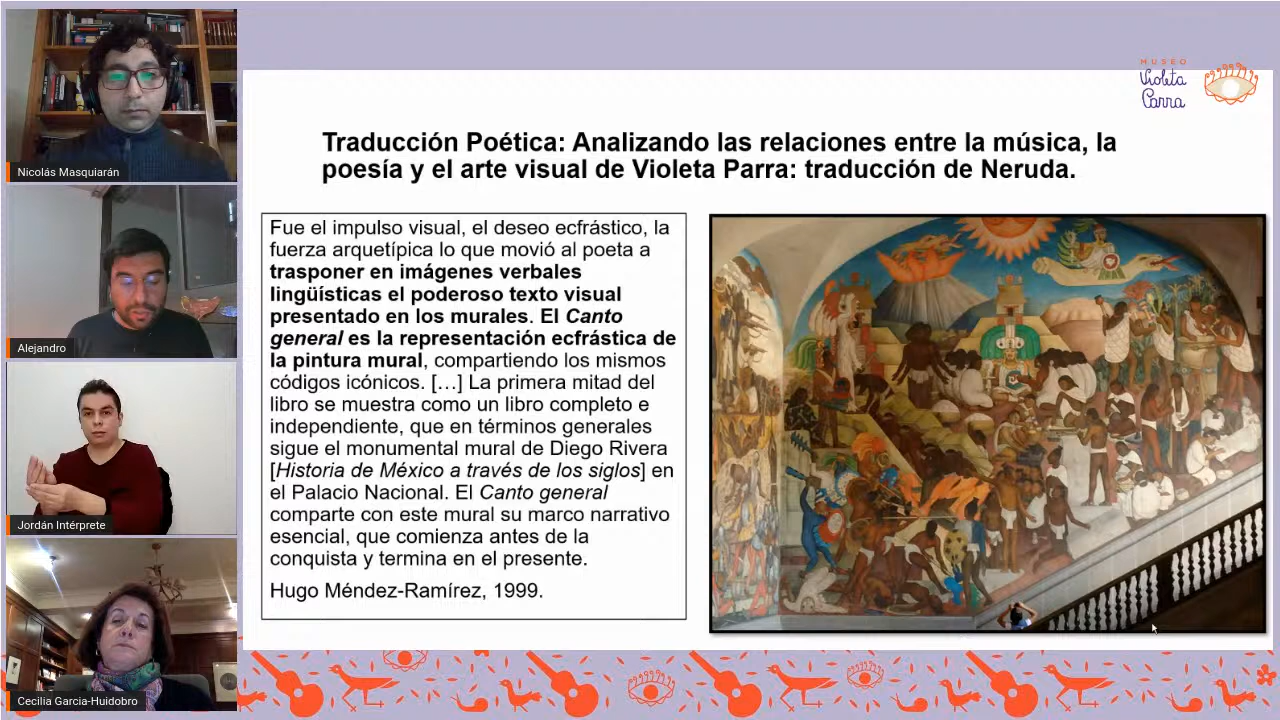 MUSEO
Violeta
Parra
Traducción Poética: Analizando las relaciones entre la música, la
poesía y el arte visual de Violeta Parra: traducción de Neruda.
Fue el impulso visual, el deseo ecfrástico, la
fuerza arquetípica lo que movió al poeta a
trasponer en imágenes verbales
lingüísticas el poderoso texto visual
presentado en los murales. El Canto
general es la representación ecfrástica de
la pintura mural, compartiendo los mismos
códigos icónicos. […] La primera mitad del
libro se muestra como un libro completo e
independiente, que en términos generales
sigue el monumental mural de Diego Rivera
[Historia de México a través de los siglos] en
el Palacio Nacional. El Canto general
comparte con este mural su marco narrativo
esencial, que comienza antes de la
conquista y termina en el presente.
Hugo Méndez-Ramírez, 1999.
Nicolás Masquiarán
Alejandro
Jordán Intérprete
Cecilia Garcia-Huidobro